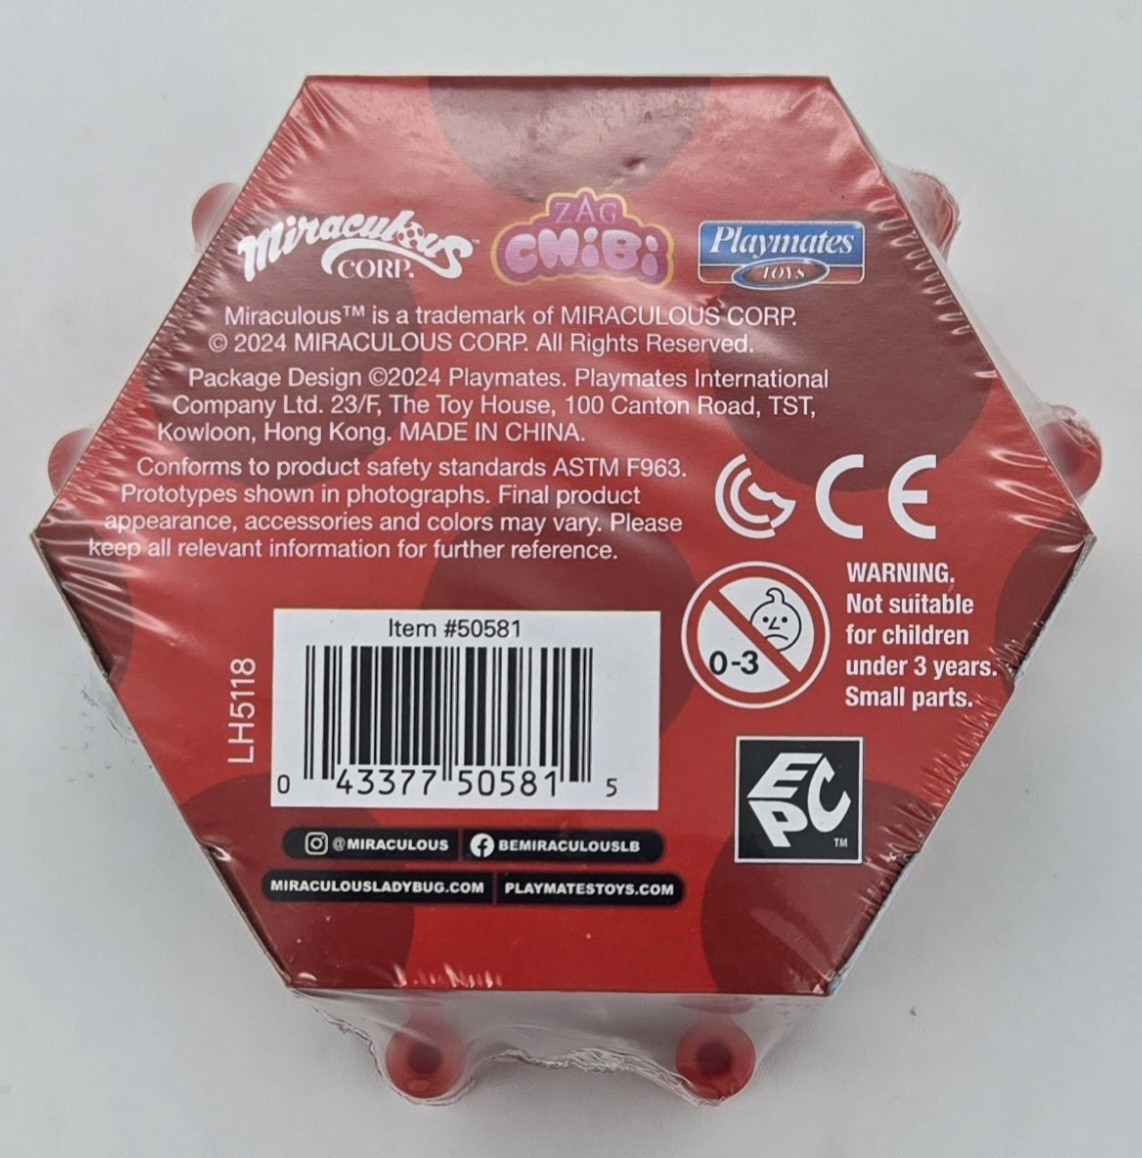 Miraculous™
CORP.
ZAG
CHiBi
Playmates
TOYS
Miraculous™ is a trademark of MIRACULOUS CORP.
© 2024 MIRACULOUS CORP. All Rights Reserved.
Package Design ©2024 Playmates. Playmates International
Company Ltd. 23/F, The Toy House, 100 Canton Road, TST,
Kowloon, Hong Kong. MADE IN CHINA.
Conforms to product safety standards ASTM F963.
Prototypes shown in photographs. Final product
appearance, accessories and colors may vary. Please
keep all relevant information for further reference.
CE
WARNING.
Not suitable
for children
under 3 years.
Small parts.
0-3
Item #50581
LH5118
0 43377 50581 5
EPC™
@MIRACULOUS
BEMIRACULOUSLB
MIRACULOUSLADYBUG.COM
PLAYMATESTOYS.COM